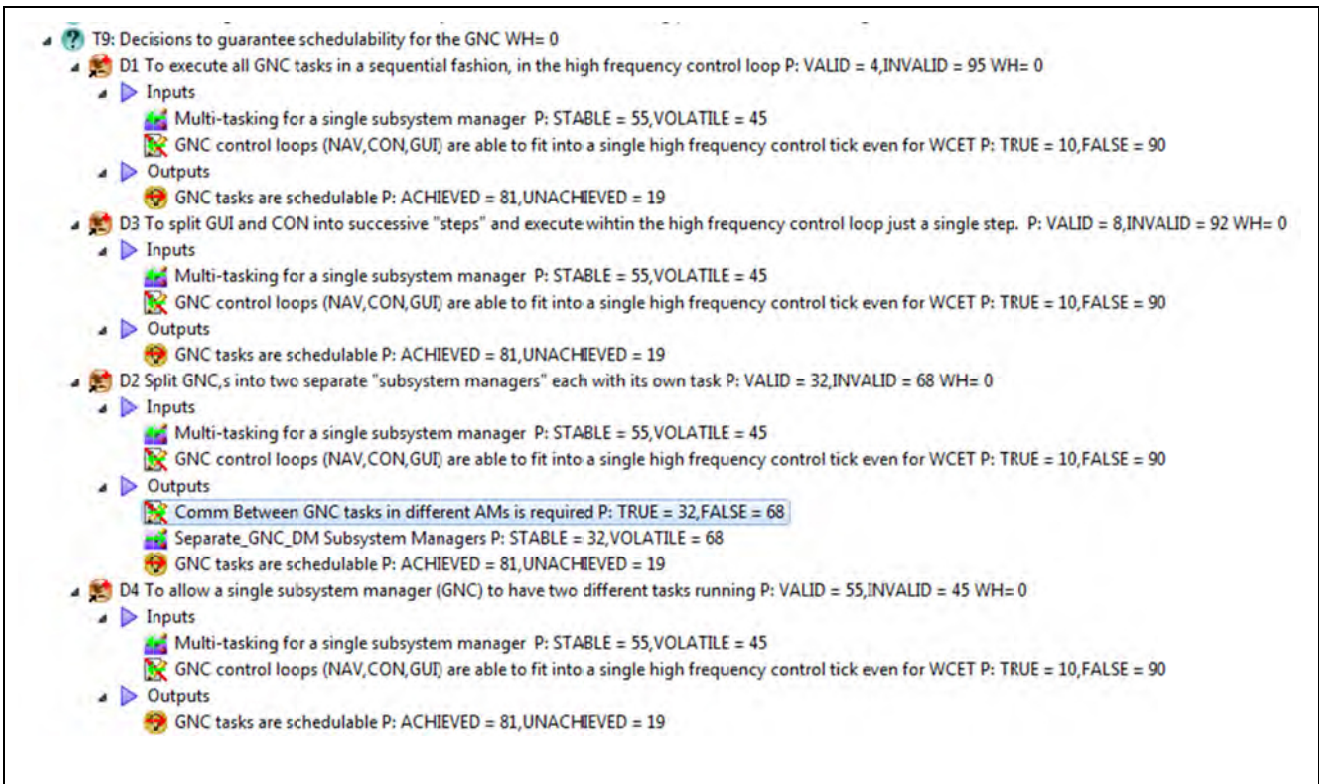 T9: Decisions to guarantee schedulability for the GNC WH= 0
D1 To execute all GNC tasks in a sequential fashion, in the high frequency control loop P: VALID = 4,INVALID = 95 WH= 0
Inputs
Multi-tasking for a single subsystem manager P: STABLE = 55,VOLATILE = 45
GNC control loops (NAV,CON,GUI) are able to fit into a single high frequency control tick even for WCET P: TRUE = 10,FALSE = 90
Outputs
GNC tasks are schedulable P: ACHIEVED = 81,UNACHIEVED = 19
D3 To split GUI and CON into successive "steps" and execute wihtin the high frequency control loop just a single step. P: VALID = 8,INVALID = 92 WH= 0
Inputs
Multi-tasking for a single subsystem manager P: STABLE = 55,VOLATILE = 45
GNC control loops (NAV,CON,GUI) are able to fit into a single high frequency control tick even for WCET P: TRUE = 10,FALSE = 90
Outputs
GNC tasks are schedulable P: ACHIEVED = 81,UNACHIEVED = 19
D2 Split GNC,s into two separate "subsystem managers" each with its own task P: VALID = 32,INVALID = 68 WH= 0
Inputs
Multi-tasking for a single subsystem manager P: STABLE = 55,VOLATILE = 45
GNC control loops (NAV,CON,GUI) are able to fit into a single high frequency control tick even for WCET P: TRUE = 10,FALSE = 90
Outputs
Comm Between GNC tasks in different AMs is required P: TRUE = 32,FALSE = 68
Separate_GNC_DM Subsystem Managers P: STABLE = 32,VOLATILE = 68
GNC tasks are schedulable P: ACHIEVED = 81,UNACHIEVED = 19
D4 To allow a single subsystem manager (GNC) to have two different tasks running P: VALID = 55,INVALID = 45 WH= 0
Inputs
Multi-tasking for a single subsystem manager P: STABLE = 55,VOLATILE = 45
GNC control loops (NAV,CON,GUI) are able to fit into a single high frequency control tick even for WCET P: TRUE = 10,FALSE = 90
Outputs
GNC tasks are schedulable P: ACHIEVED = 81,UNACHIEVED = 19